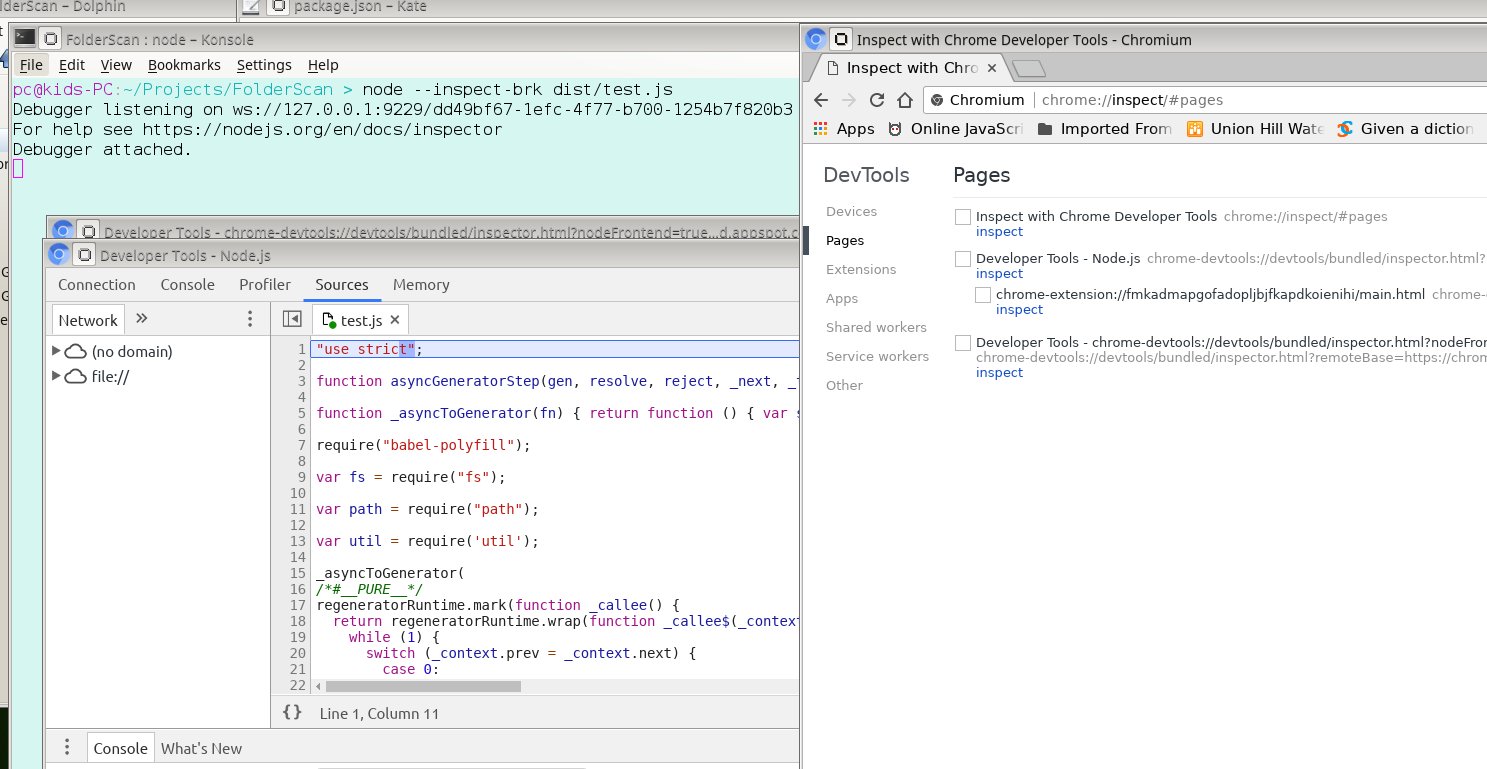 lderScan – Dolphin
package.json – Kate
FolderScan : node – Konsole
File Edit View Bookmarks Settings Help
pc@kids-PC:~/Projects/FolderScan > node --inspect-brk dist/test.js
Debugger listening on ws://127.0.0.1:9229/dd49bf67-1efc-4f77-b700-1254b7f820b3
For help see https://nodejs.org/en/docs/inspector
Debugger attached.
Developer Tools - chrome-devtools://devtools/bundled/inspector.html?nodeFrontend=true...d.appspot.c
Developer Tools - Node.js
Connection Console Profiler Sources Memory
Network »
test.js ×
(no domain)
file://
1 "use strict";
2
3 function asyncGeneratorStep(gen, resolve, reject, _next, _
4
5 function _asyncToGenerator(fn) { return function () { var s
6
7 require("babel-polyfill");
8
9 var fs = require("fs");
10
11 var path = require("path");
12
13 var util = require('util');
14
15 _asyncToGenerator(
16 /*#__PURE__*/
17 regeneratorRuntime.mark(function _callee() {
18 return regeneratorRuntime.wrap(function _callee$(_context
19 while (1) {
20 switch (_context.prev = _context.next) {
21 case 0:
22
{} Line 1, Column 11
Console What's New
Inspect with Chrome Developer Tools - Chromium
Inspect with Chro ×
Chromium | chrome://inspect/#pages
Apps Online JavaScri Imported From Union Hill Wate Given a diction
DevTools
Devices
Pages
Extensions
Apps
Shared workers
Service workers
Other
Pages
Inspect with Chrome Developer Tools chrome://inspect/#pages
inspect
Developer Tools - Node.js chrome-devtools://devtools/bundled/inspector.html?
inspect
chrome-extension://fmkadmapgofadopljbjfkapdkoienihi/main.html chrome-
inspect
Developer Tools - chrome-devtools://devtools/bundled/inspector.html?nodeFron
chrome-devtools://devtools/bundled/inspector.html?remoteBase=https://chrom
inspect